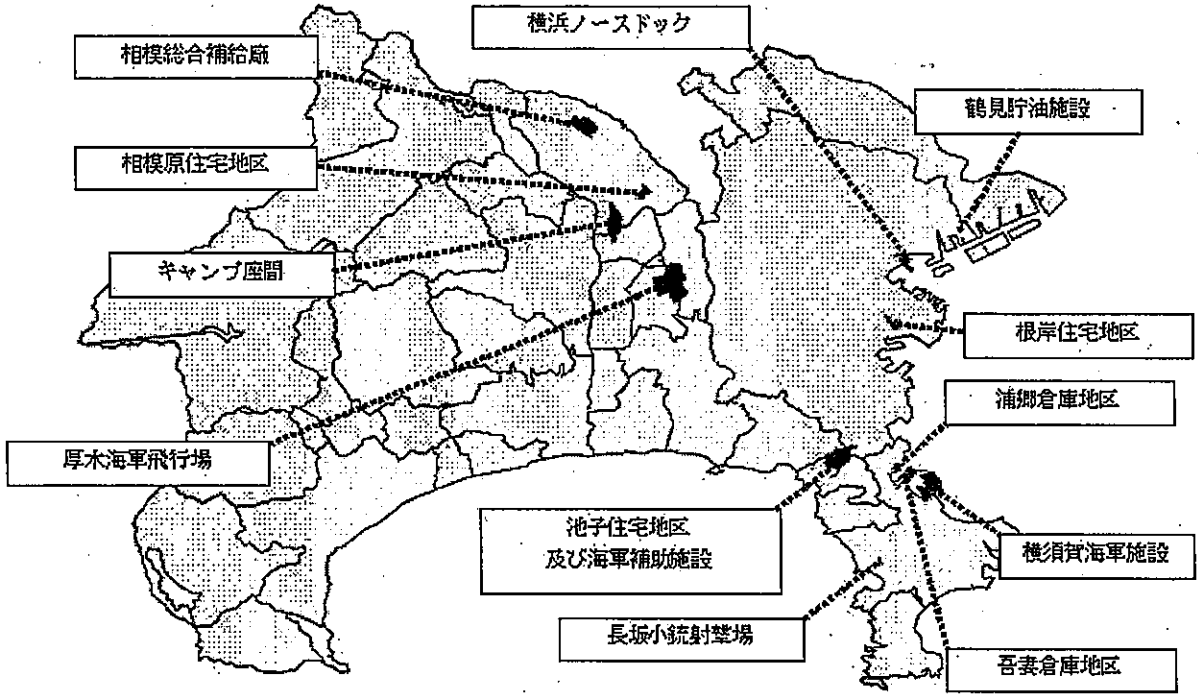 横浜ノースドック
相模総合補給廠
鶴見貯油施設
相模原住宅地区
キャンプ座間
根岸住宅地区
浦郷倉庫地区
厚木海軍飛行場
池子住宅地区
及び海軍補助施設
横須賀海軍施設
長坂小銃射撃場
吾妻倉庫地区